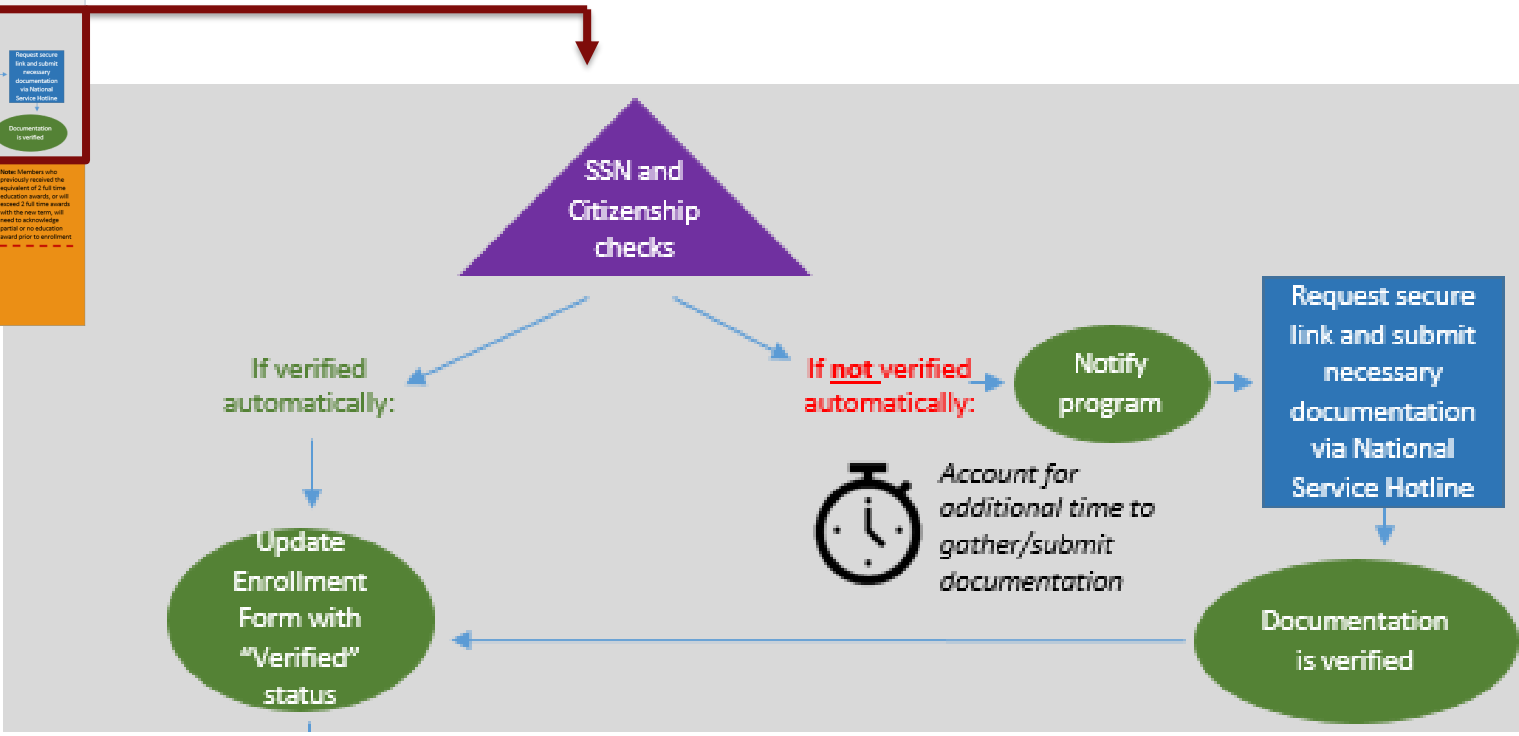 Request secure
link and submit
necessary
documentation
via National
Service Hotline
Documentation
is verified
Note: Members who
previously received the
equivalent of 2 full time
education awards, or will
exceed 2 full time awards
with the new term, will
need to acknowledge
partial or no education
award prior to enrollment
SSN and
Citizenship
checks
If verified
automatically:
If not verified
automatically:
Notify
program
Request secure
link and submit
necessary
documentation
via National
Service Hotline
Account for
additional time to
gather/submit
documentation
Update
Enrollment
Form with
“Verified”
status
Documentation
is verified